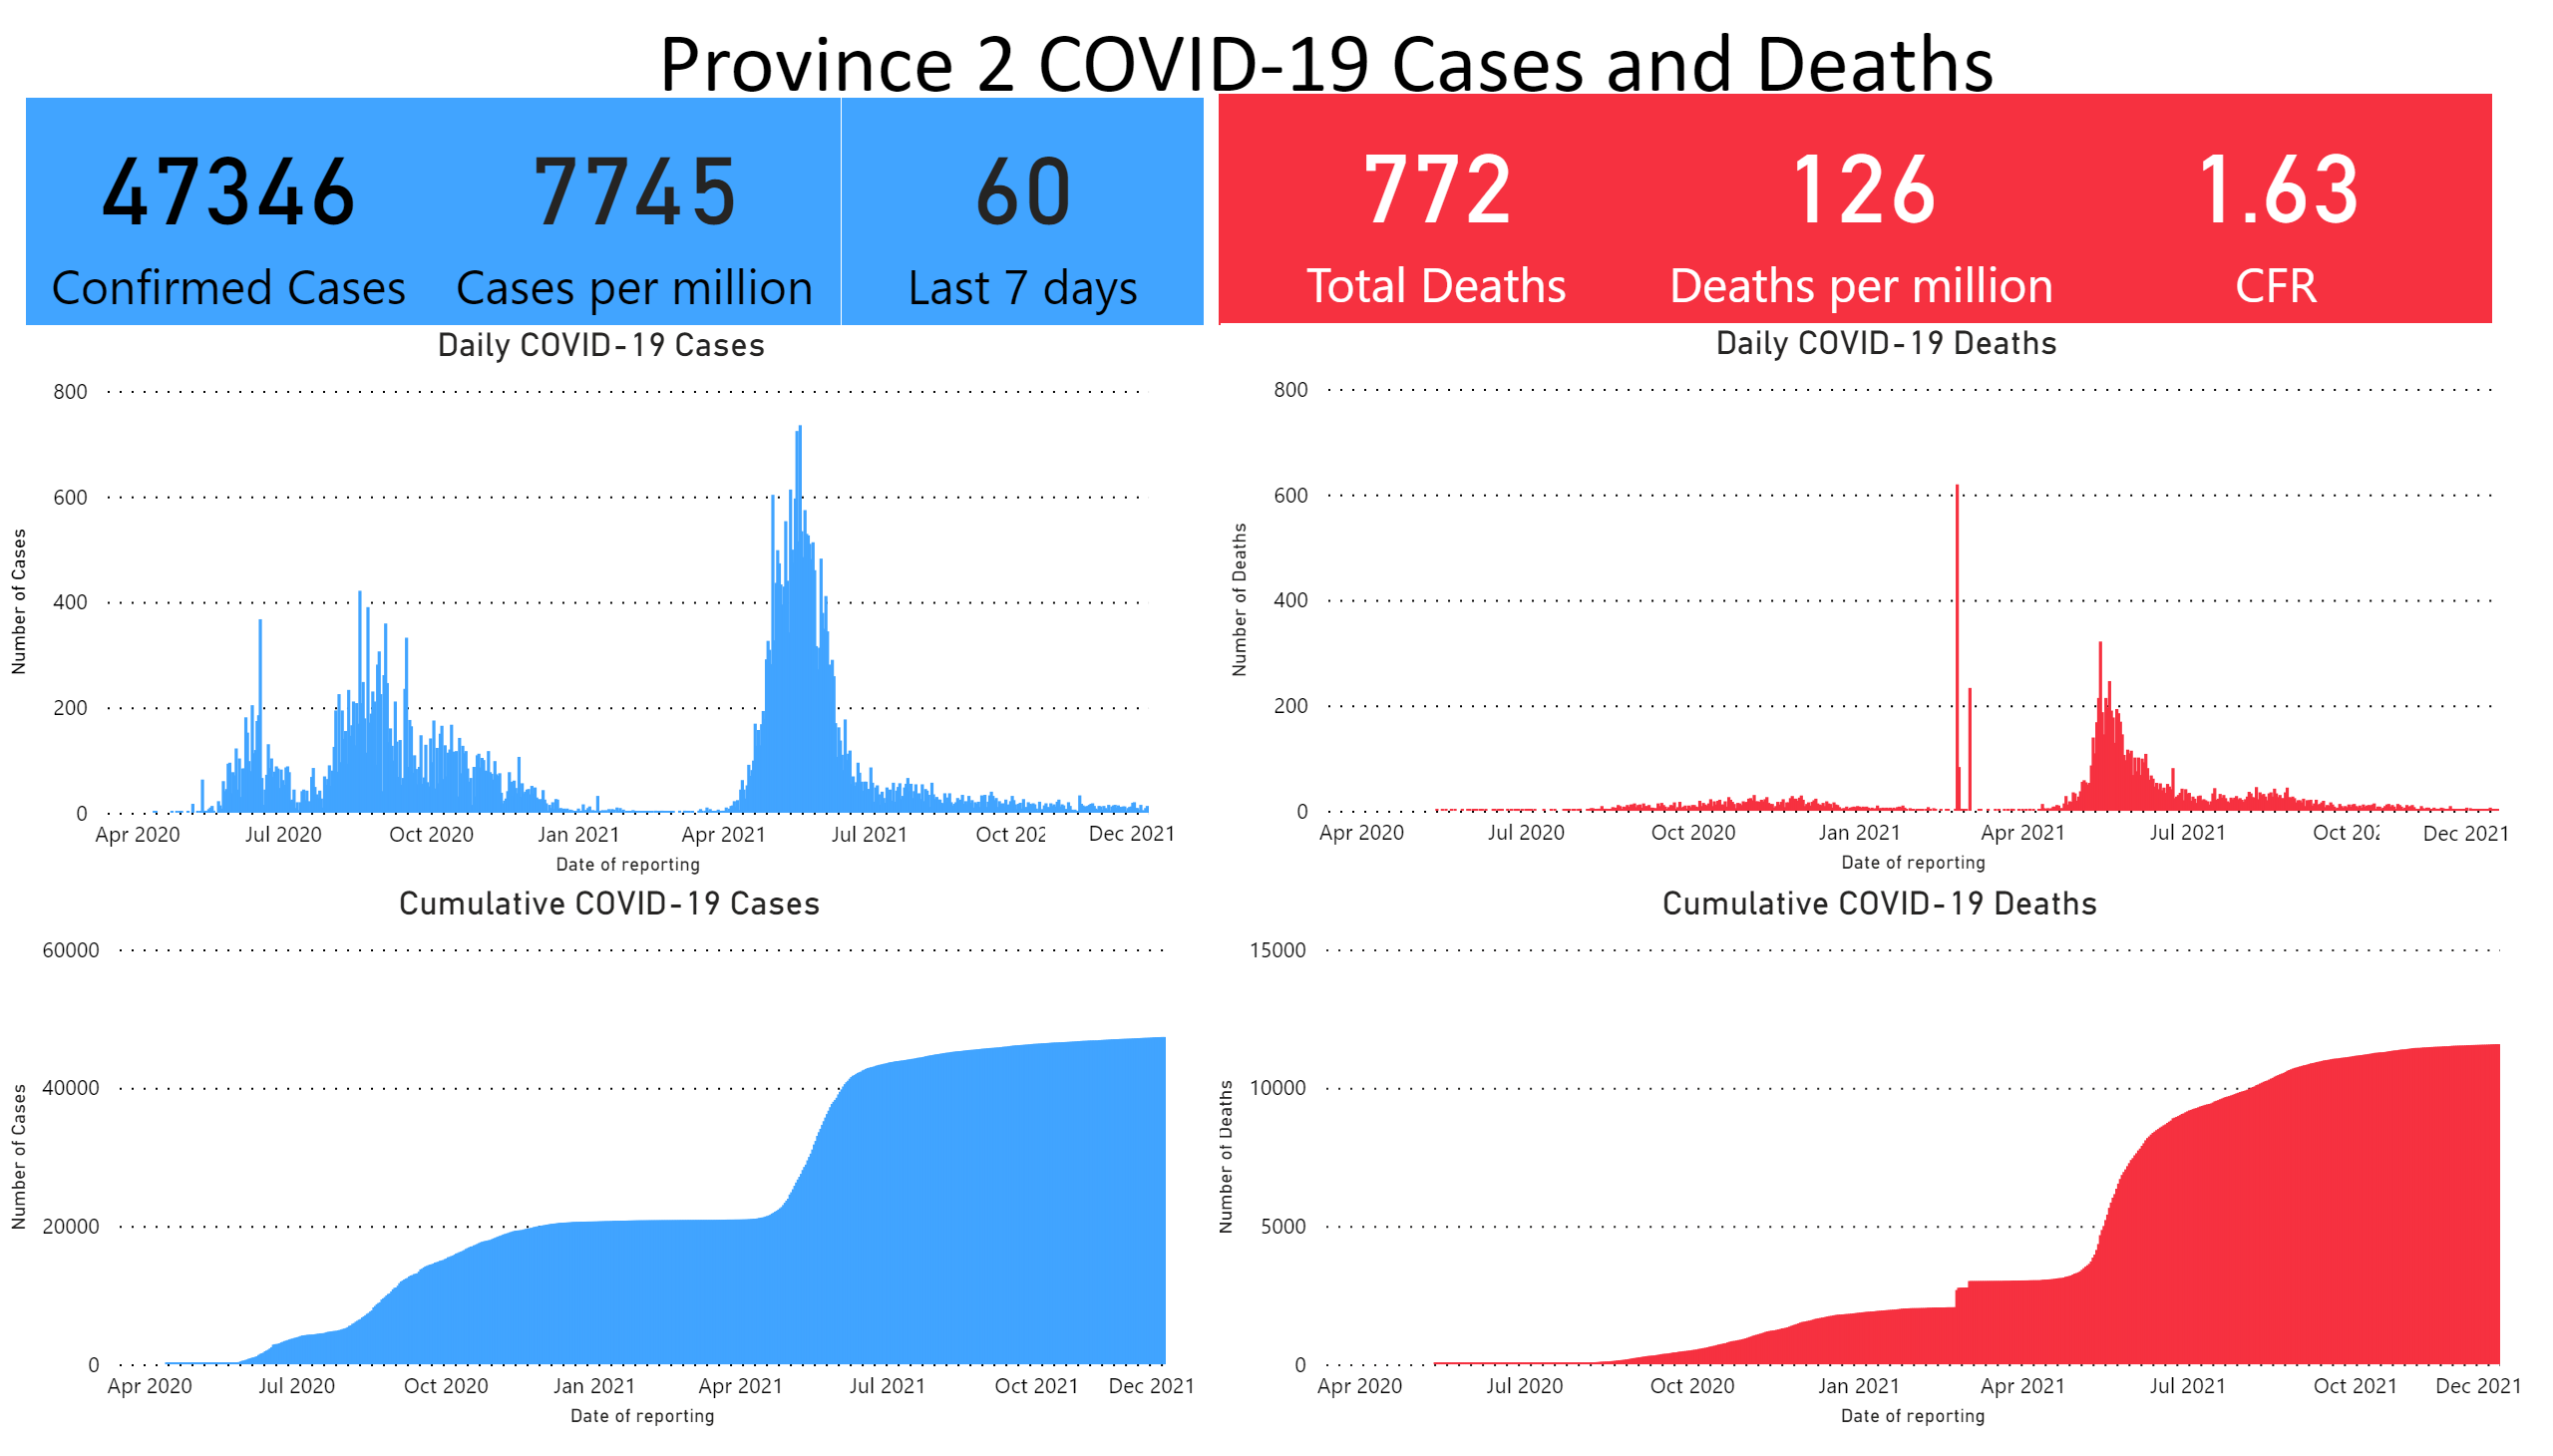 Province 2 COVID-19 Cases and Deaths
47346
Confirmed Cases
7745
Cases per million
60
Last 7 days
772
Total Deaths
126
Deaths per million
1.63
CFR
Daily COVID-19 Cases
Number of Cases
800
600
400
200
0
Apr 2020 Jul 2020 Oct 2020 Jan 2021 Apr 2021 Jul 2021 Oct 202 Dec 2021
Date of reporting
Daily COVID-19 Deaths
Number of Deaths
800
600
400
200
0
Apr 2020 Jul 2020 Oct 2020 Jan 2021 Apr 2021 Jul 2021 Oct 202 Dec 2021
Date of reporting
Cumulative COVID-19 Cases
Number of Cases
60000
40000
20000
0
Apr 2020 Jul 2020 Oct 2020 Jan 2021 Apr 2021 Jul 2021 Oct 2021 Dec 2021
Date of reporting
Cumulative COVID-19 Deaths
Number of Deaths
15000
10000
5000
0
Apr 2020 Jul 2020 Oct 2020 Jan 2021 Apr 2021 Jul 2021 Oct 2021 Dec 2021
Date of reporting